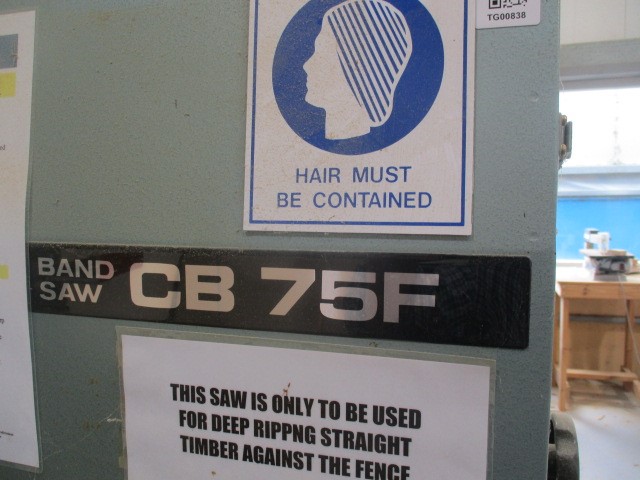 TG00838
HAIR MUST
BE CONTAINED
BAND
SAW
CB 75F
THIS SAW IS ONLY TO BE USED
FOR DEEP RIPPNG STRAIGHT
TIMBER AGAINST THE FENCE